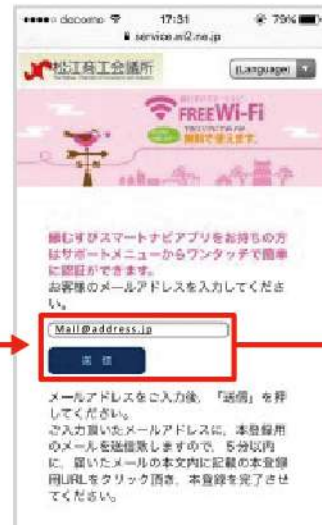 docomo 17:31 79%
service.wi2.ne.jp
松江商工会議所 (Language)
FREE Wi-Fi
無料で使えます。
縁むすびスマートナビアプリをお持ちの方
はサポートメニューからワンタッチで簡単
に認証ができます。
お客様のメールアドレスを入力してくださ
い。
Mail@address.jp
送信
メールアドレスをご入力後、「送信」を押
してください。
ご入力頂いたメールアドレスに、本登録用
のメールを送信致しますので、5分以内
に、届いたメールの本文内に記載の本登録
用URLをクリック頂き、本登録を完了させ
てください。